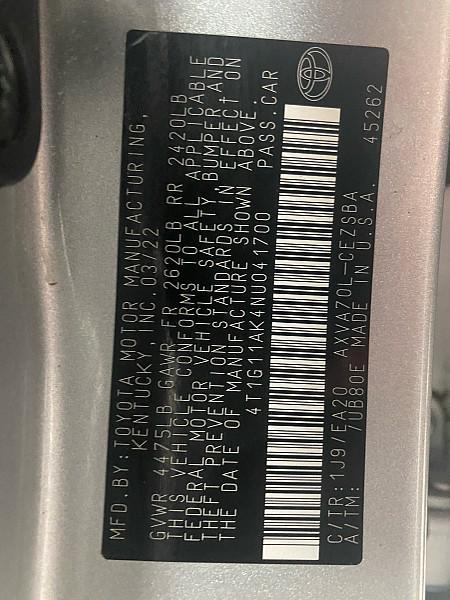 MFD.BY: TOYOTA MOTOR MANUFACTURING,
KENTUCKY, INC. 03/22
GVWR 4475LB GAWR FR 2620LB RR 2420LB
THIS VEHICLE CONFORMS TO ALL APPLICABLE
FEDERAL MOTOR VEHICLE SAFETY, BUMPER AND
THEFT PREVENTION STANDARDS IN EFFECT ON
THE DATE OF MANUFACTURE SHOWN ABOVE.
4T1G11AK4NU041700 PASS.CAR
C/TR:1J9/EA20 AXVA70L-CEZSBA
A/TM: /UB80E MADE IN U.S.A. 45262